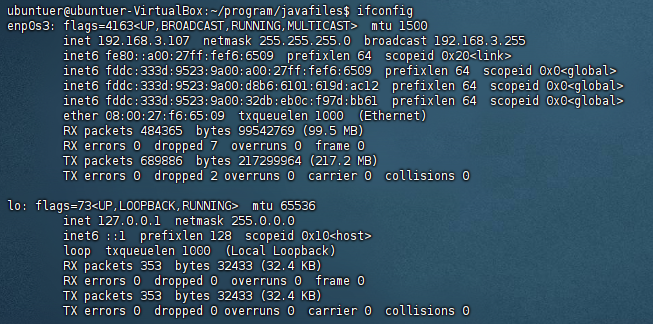 ubuntuer@ubuntuer-VirtualBox:~/program/javafiles$ ifconfig
enp0s3: flags=4163<UP,BROADCAST,RUNNING,MULTICAST>  mtu 1500
        inet 192.168.3.107  netmask 255.255.255.0  broadcast 192.168.3.255
        inet6 fe80::a00:27ff:fef6:6509  prefixlen 64  scopeid 0x20<link>
        inet6 fddc:333d:9523:9a00:a00:27ff:fef6:6509  prefixlen 64  scopeid 0x0<global>
        inet6 fddc:333d:9523:9a00:d8b6:6101:619d:ac12  prefixlen 64  scopeid 0x0<global>
        inet6 fddc:333d:9523:9a00:32db:eb0c:f97d:bb61  prefixlen 64  scopeid 0x0<global>
        ether 08:00:27:f6:65:09  txqueuelen 1000  (Ethernet)
        RX packets 484365  bytes 99542769 (99.5 MB)
        RX errors 0  dropped 7  overruns 0  frame 0
        TX packets 689886  bytes 217299964 (217.2 MB)
        TX errors 0  dropped 2 overruns 0  carrier 0  collisions 0

lo: flags=73<UP,LOOPBACK,RUNNING>  mtu 65536
        inet 127.0.0.1  netmask 255.0.0.0
        inet6 ::1  prefixlen 128  scopeid 0x10<host>
        loop  txqueuelen 1000  (Local Loopback)
        RX packets 353  bytes 32433 (32.4 KB)
        RX errors 0  dropped 0  overruns 0  frame 0
        TX packets 353  bytes 32433 (32.4 KB)
        TX errors 0  dropped 0 overruns 0  carrier 0  collisions 0